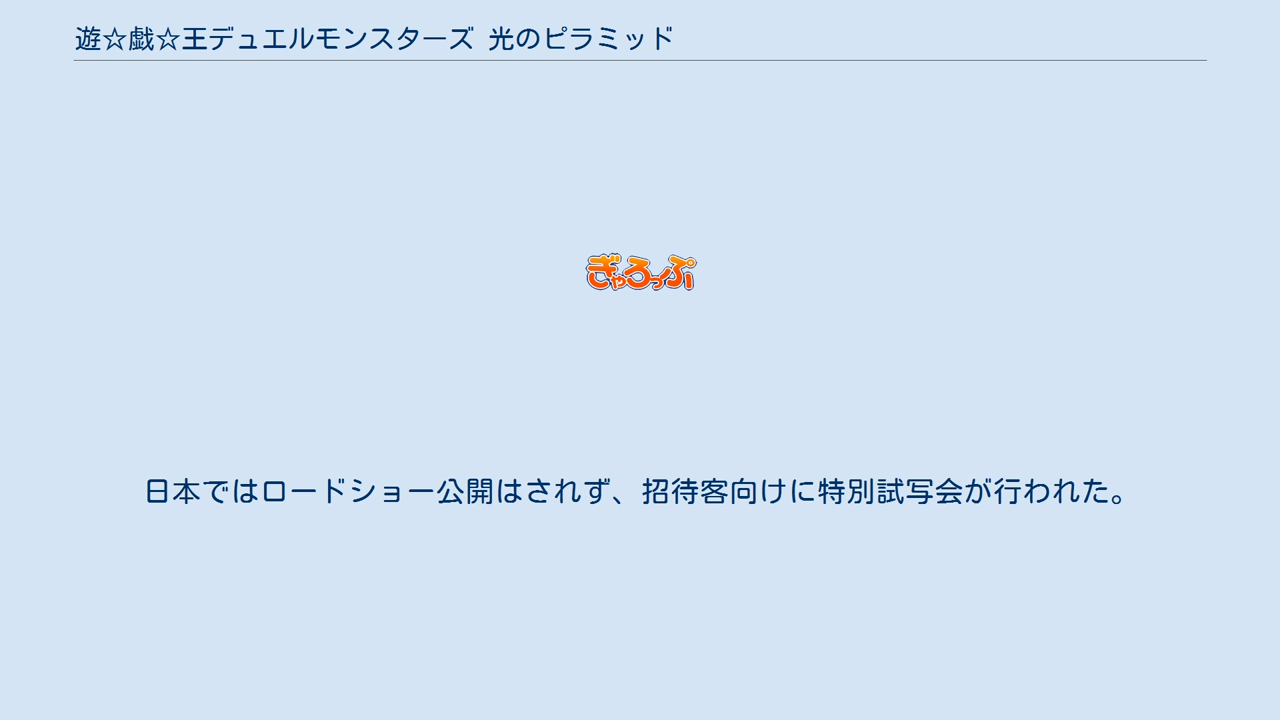 遊☆戯☆王デュエルモンスターズ 光のピラミッド
ぎゃろっぷ
日本ではロードショー公開はされず、招待客向けに特別試写会が行われた。